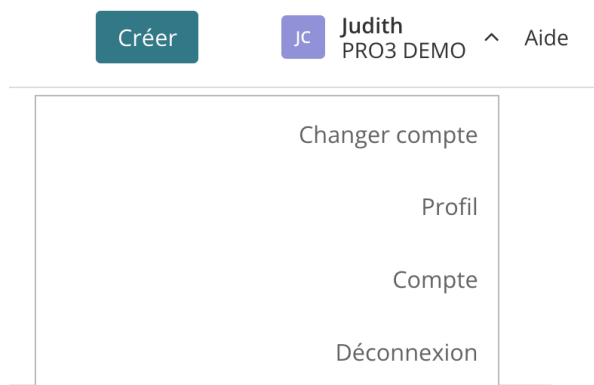 Créer
JC
Judith
PRO3 DEMO
Aide
Changer compte
Profil
Compte
Déconnexion